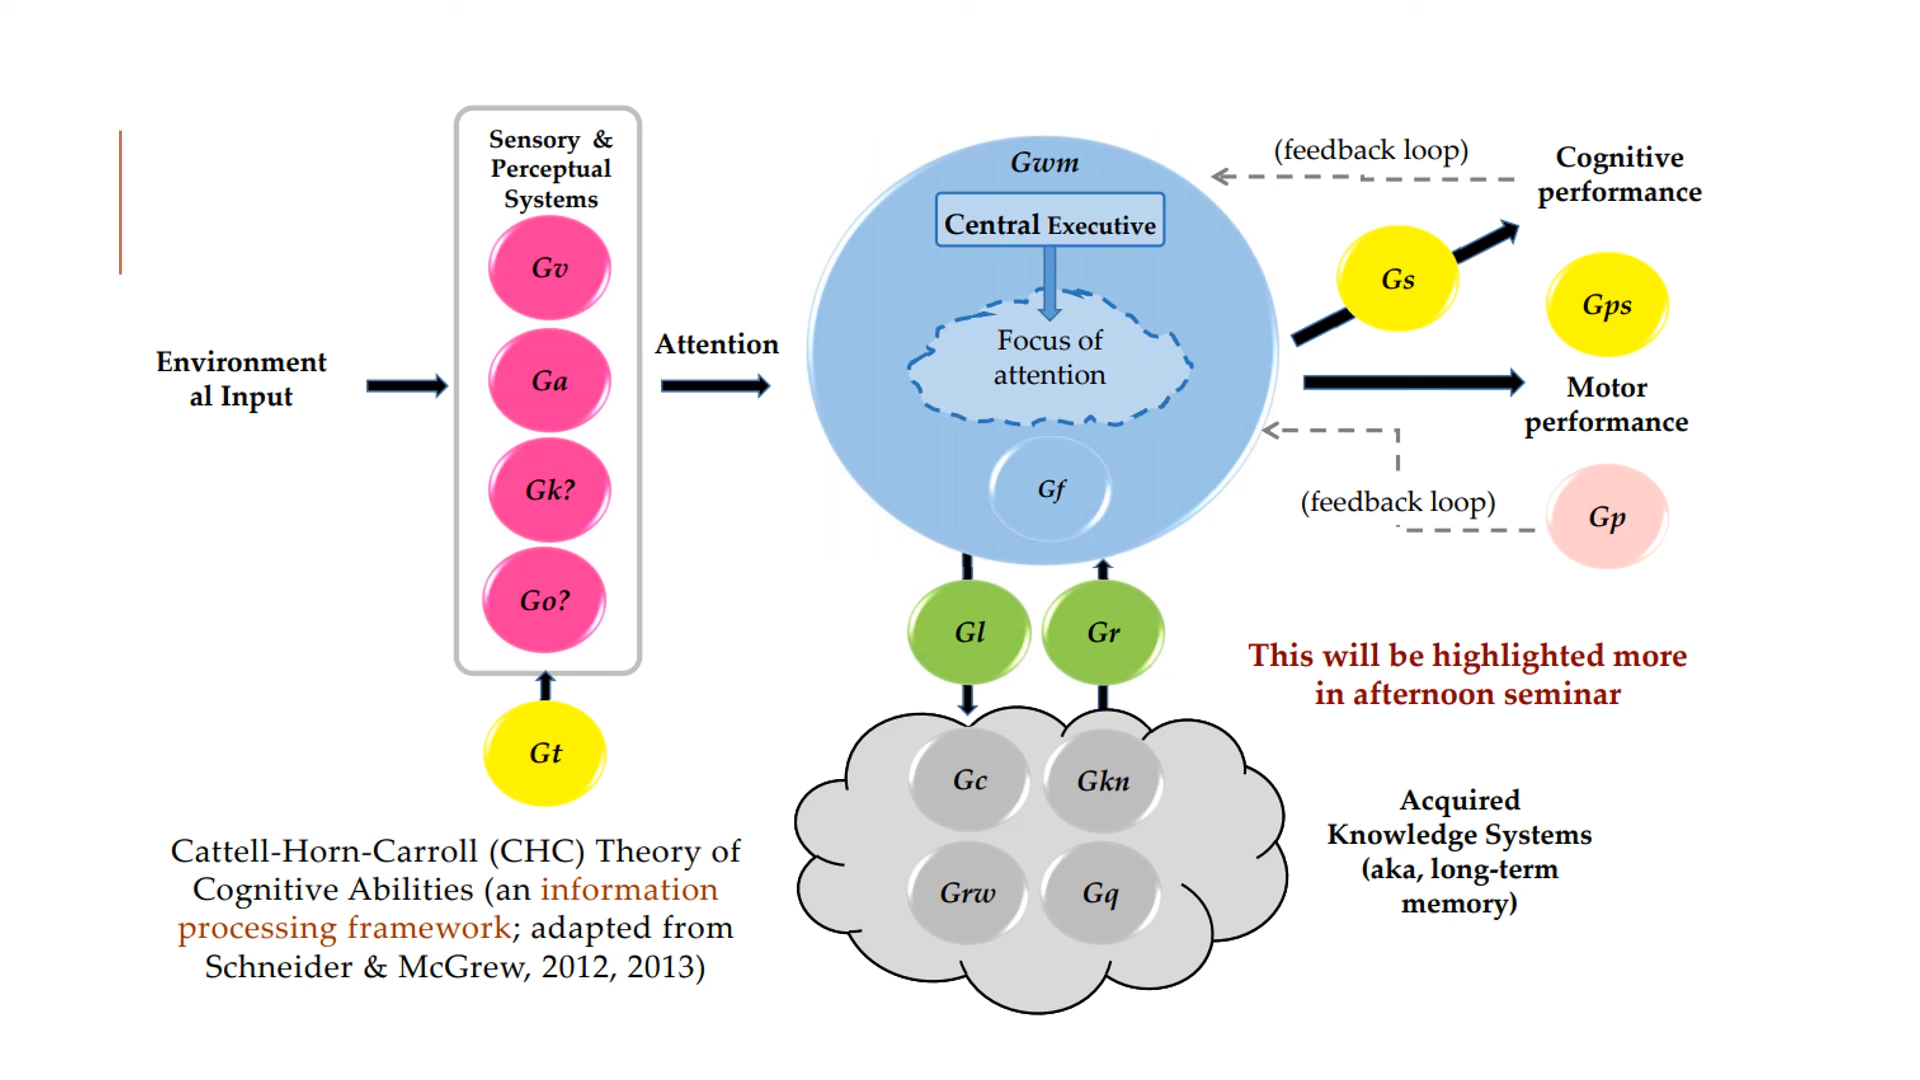 Sensory & 
Perceptual
Systems
Gv
Ga
Gk?
Go?
Gt
Environment
al Input
Attention
Gwm
Central Executive
Focus of
attention
Gf
Gl
Gr
Gc
Gkn
Grw
Gq
(feedback loop)
Cognitive
performance
Gs
Gps
Motor
performance
(feedback loop)
Gp
This will be highlighted more
in afternoon seminar
Acquired
Knowledge Systems
(aka, long-term
memory)
Cattell-Horn-Carroll (CHC) Theory of
Cognitive Abilities (an information
processing framework; adapted from
Schneider & McGrew, 2012, 2013)